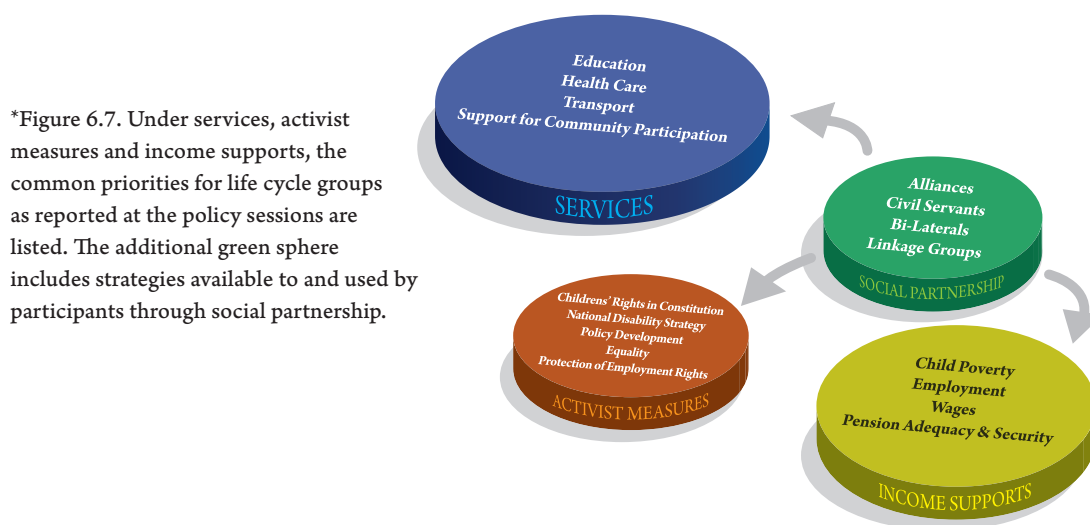 *Figure 6.7. Under services, activist
measures and income supports, the
common priorities for life cycle groups
as reported at the policy sessions are
listed. The additional green sphere
includes strategies available to and used by
participants through social partnership.
Education
Health Care
Transport
Support for Community Participation
SERVICES
Alliances
Civil Servants
Bi-Laterals
Linkage Groups
SOCIAL PARTNERSHIP
Childrens' Rights in Constitution
National Disability Strategy
Policy Development
Equality
Protection of Employment Rights
ACTIVIST MEASURES
Child Poverty
Employment
Wages
Pension Adequacy & Security
INCOME SUPPORTS